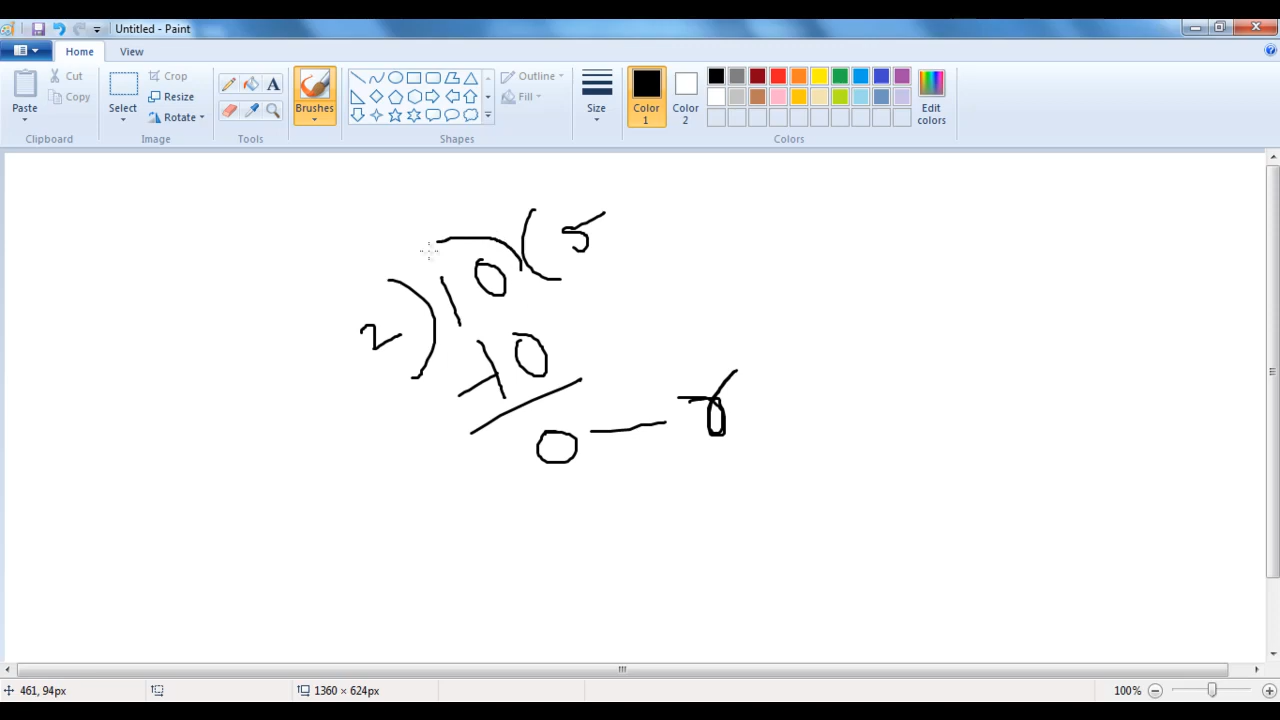 Untitled - Paint
Home View
Cut
Copy
Paste
Clipboard
Crop
Resize
Rotate
Select
Image
Tools
Brushes
Outline
Fill
Shapes
Size
Color 1
Color 2
Edit colors
Colors
2)10(5
10
0 —
461, 94px
1360 × 624px
100%